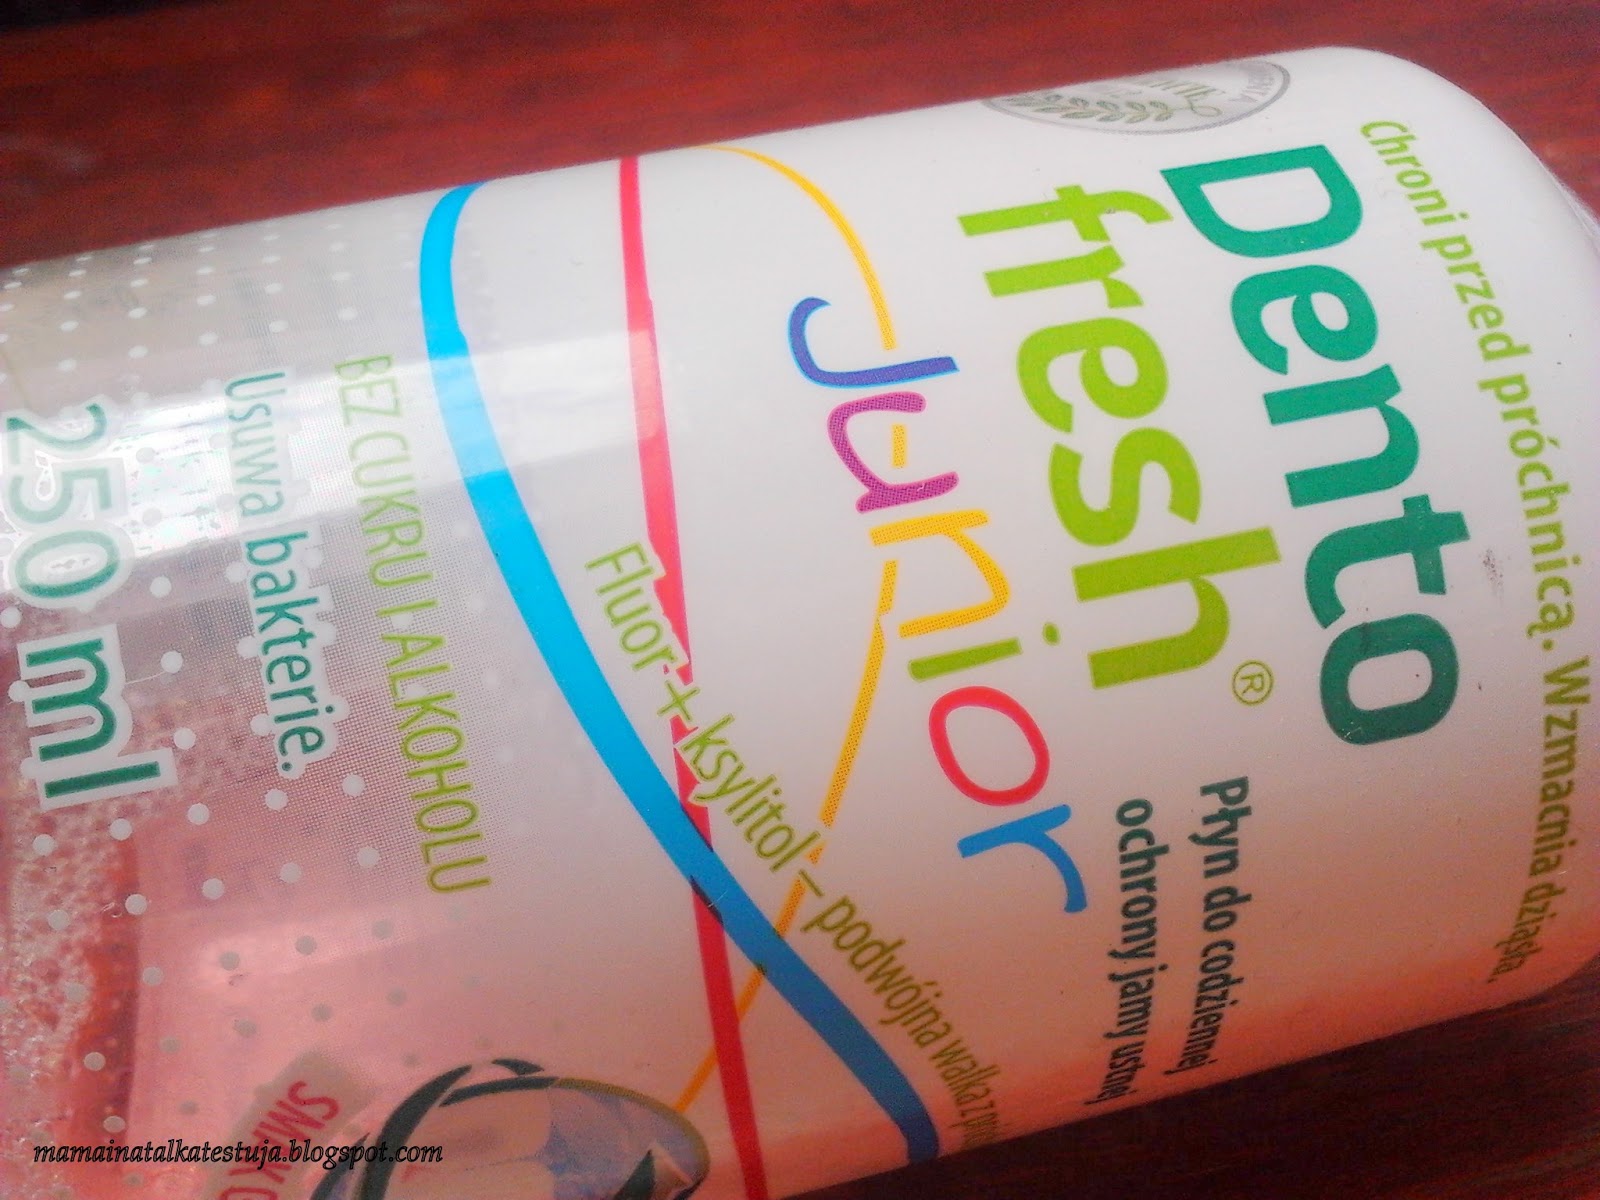 Chroni przed próchnicą. Wzmacnia dziąsła.
Dento
fresh®
Junior
Płyn do codziennej
ochrony jamy ustnej
Fluor + ksylitol – podwójna walka z
BEZ CUKRU I ALKOHOLU
Usuwa bakterie.
250 ml
mamainatalkatestuja.blogspot.com